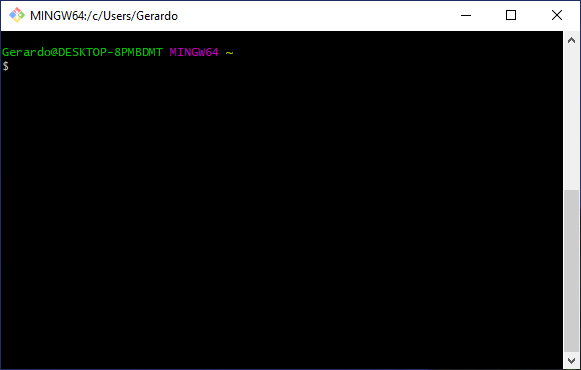 MINGW64:/c/Users/Gerardo
Gerardo@DESKTOP-8PMBDMT MINGW64 ~
$